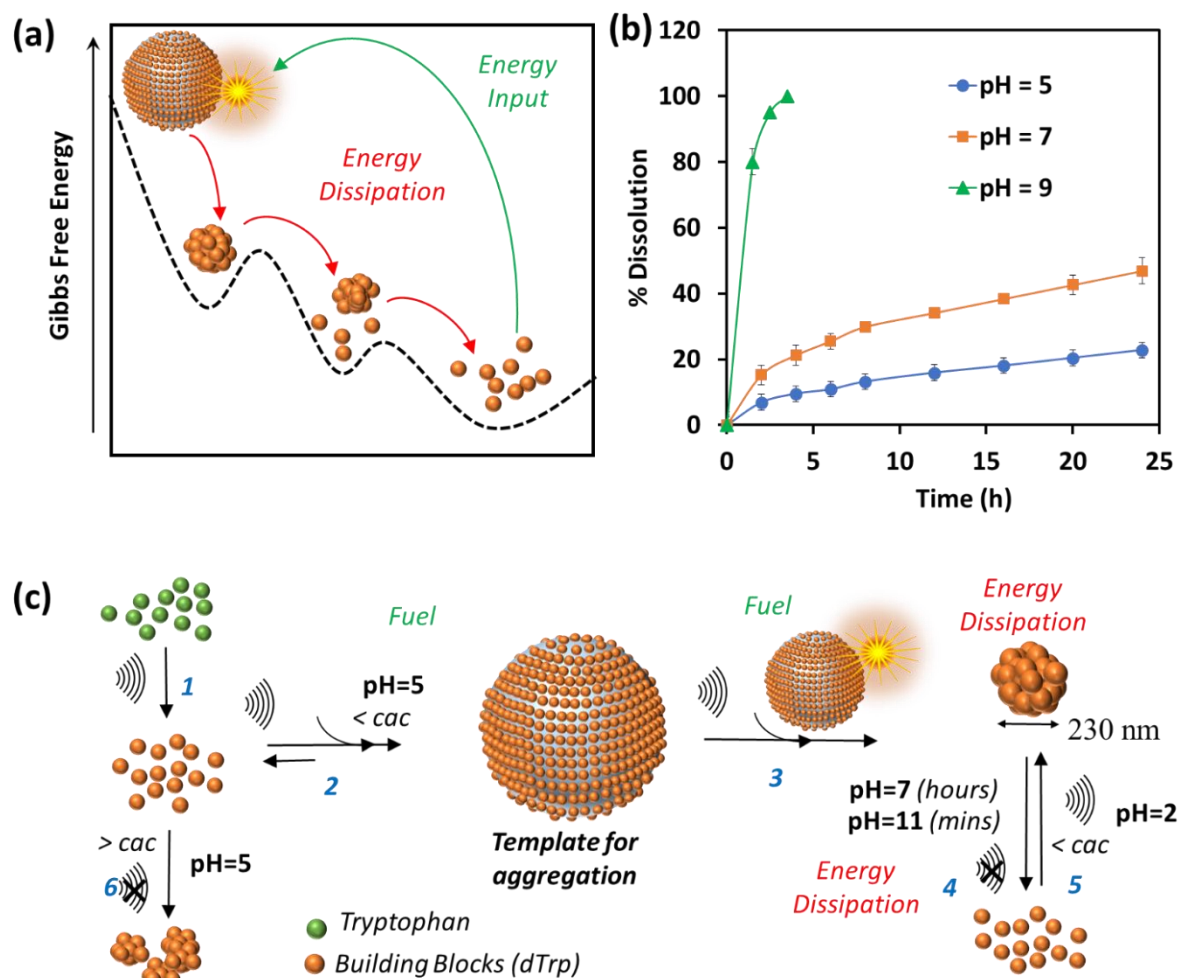 (a)
Gibbs Free Energy
Energy
Input
Energy
Dissipation
(b)
120
100
80
60
40
20
0
% Dissolution
pH = 5
pH = 7
pH = 9
0 5 10 15 20 25
Time (h)
(c)
Fuel
1
pH=5
< cac
2
> cac
pH=5
6
Template for
aggregation
Fuel
3
Energy
Dissipation
230 nm
pH=7 (hours)
pH=11 (mins)
pH=2
< cac
Energy
Dissipation
4
5
Tryptophan
Building Blocks (dTrp)